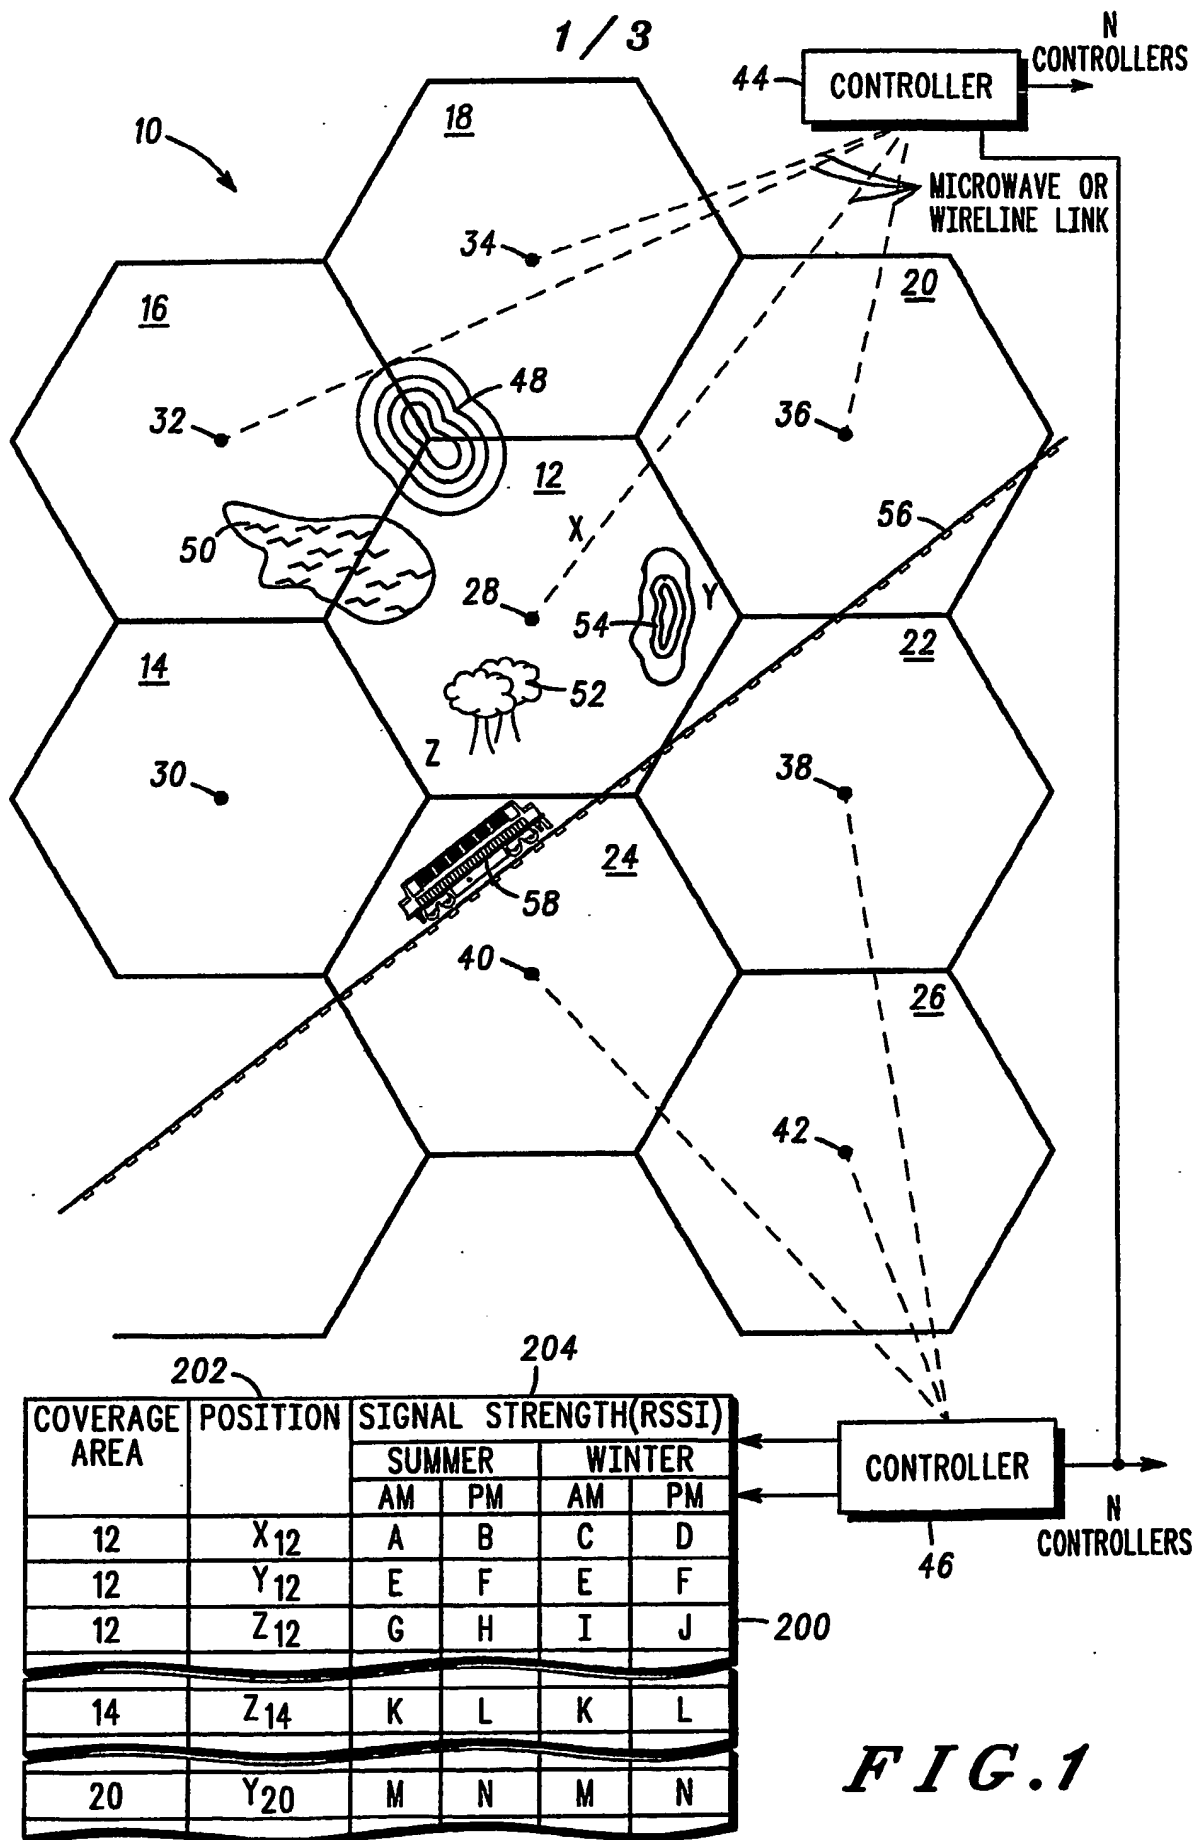 1/3
N
CONTROLLERS
44
CONTROLLER
18
10
MICROWAVE OR
WIRELINE LINK
34
20
16
48
32
36
12
X
56
50
Y
28
54
22
14
52
Z
30
38
24
58
40
26
42
202
204
COVERAGE AREA POSITION SIGNAL STRENGTH(RSSI)
SUMMER WINTER
AM PM AM PM
12 X12 A B C D
12 Y12 E F E F
12 Z12 G H I J
14 Z14 K L K L
20 Y20 M N M N
200
CONTROLLER
46
N
CONTROLLERS
FIG.1